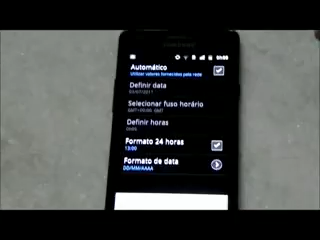 Automático
Utilizar valores fornecidos pela rede
Definir data
Selecionar fuso horário
Definir horas
Formato 24 horas
13:00
Formato de data
DD/MM/AAAA